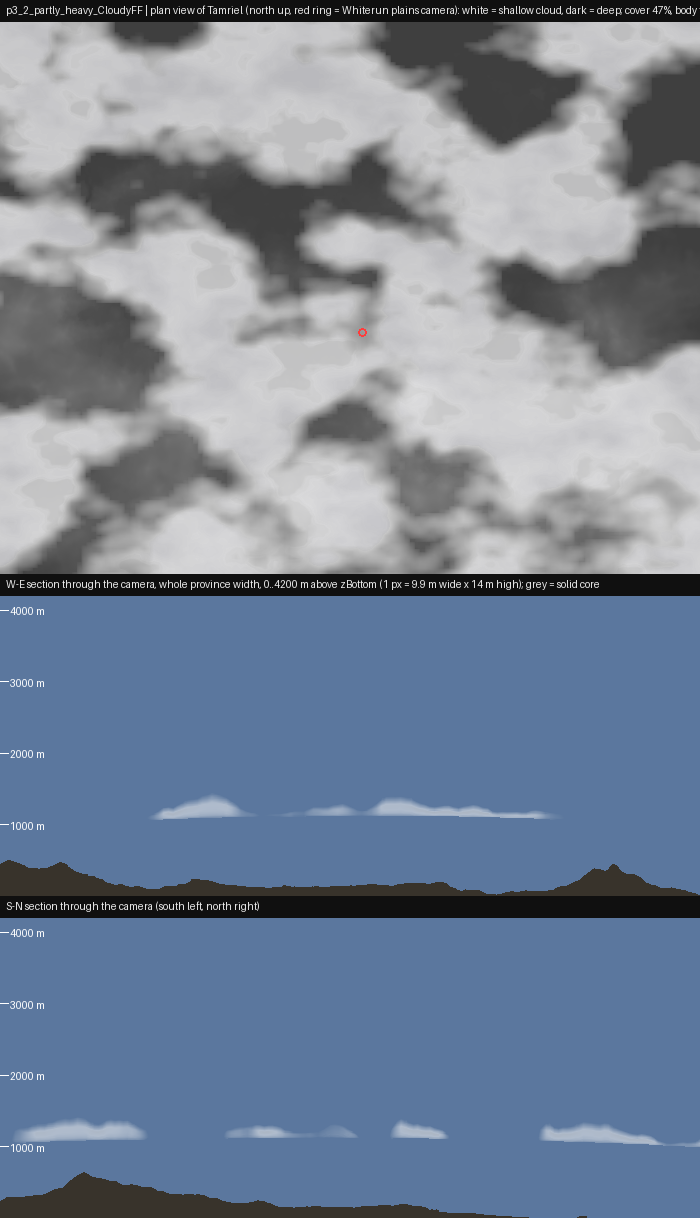 p3_2_partly_heavy_CloudyFF | plan view of Tamriel (north up, red ring = Whiterun plains camera): white = shallow cloud, dark = deep; cover 47%, body
W-E section through the camera, whole province width, 0..4200 m above zBottom (1 px = 9.9 m wide x 14 m high); grey = solid core
4000 m
3000 m
2000 m
1000 m
S-N section through the camera (south left, north right)
4000 m
3000 m
2000 m
1000 m